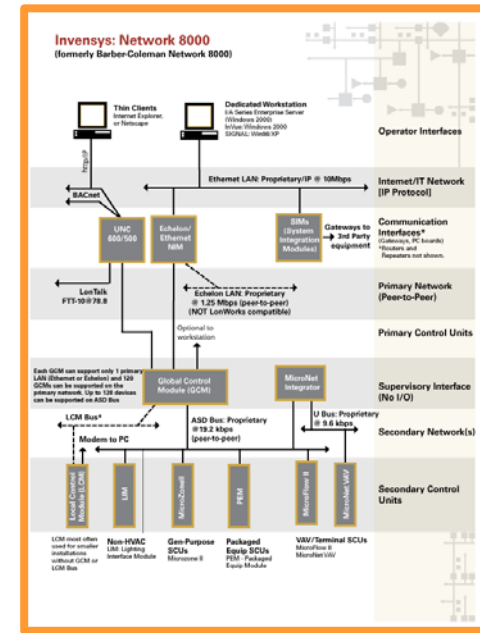 Invensys: Network 8000
(formerly Barber-Coleman Network 8000)
Thin Clients
Internet Explorer,
or Netscape
Dedicated Workstation
I/A Series Enterprise Server
(Windows 2000)
InVue: Windows 2000
SIGNAL: Win98/XP
Operator Interfaces
http/IP
Ethernet LAN: Proprietary/IP @ 10Mbps
Internet/IT Network
[IP Protocol]
BACnet
UNC
600/500
Echelon/
Ethernet
NIM
SIMs
(System
Integration
Modules)
Gateways to
3rd Party
equipment
Communication
Interfaces*
(Gateways, PC boards)
*Routers and
Repeaters not shown.
LonTalk
FTT-10@78.8
Echelon LAN: Proprietary
@ 1.25 Mbps (peer-to-peer)
(NOT LonWorks compatible)
Primary Network
(Peer-to-Peer)
Optional to
workstation
Primary Control Units
Each GCM can support only 1 primary
LAN (Ethernet or Echelon) and 120
GCMs can be supported on the
primary network. Up to 128 devices
can be supported on ASD Bus
Global Control
Module (GCM)
MicroNet
Integrator
Supervisory Interface
(No I/O)
LCM Bus*
Modem to PC
ASD Bus: Proprietary
@19.2 kbps
(peer-to-peer)
U Bus: Proprietary
@ 9.6 kbps
Secondary Network(s)
Local Control
Module (LCM)
LIM
MicroZoneII
PEM
MicroFlow II
MicroNet VAV
Secondary Control
Units
LCM most often
used for smaller
installations
without GCM or
LCM Bus
Non-HVAC
LIM: Lighting
Interface Module
Gen-Purpose
SCUs
Microzone II
Packaged
Equip SCUs
PEM - Packaged
Equip Module
VAV/Terminal SCUs
MicroFlow II
MicroNet VAV